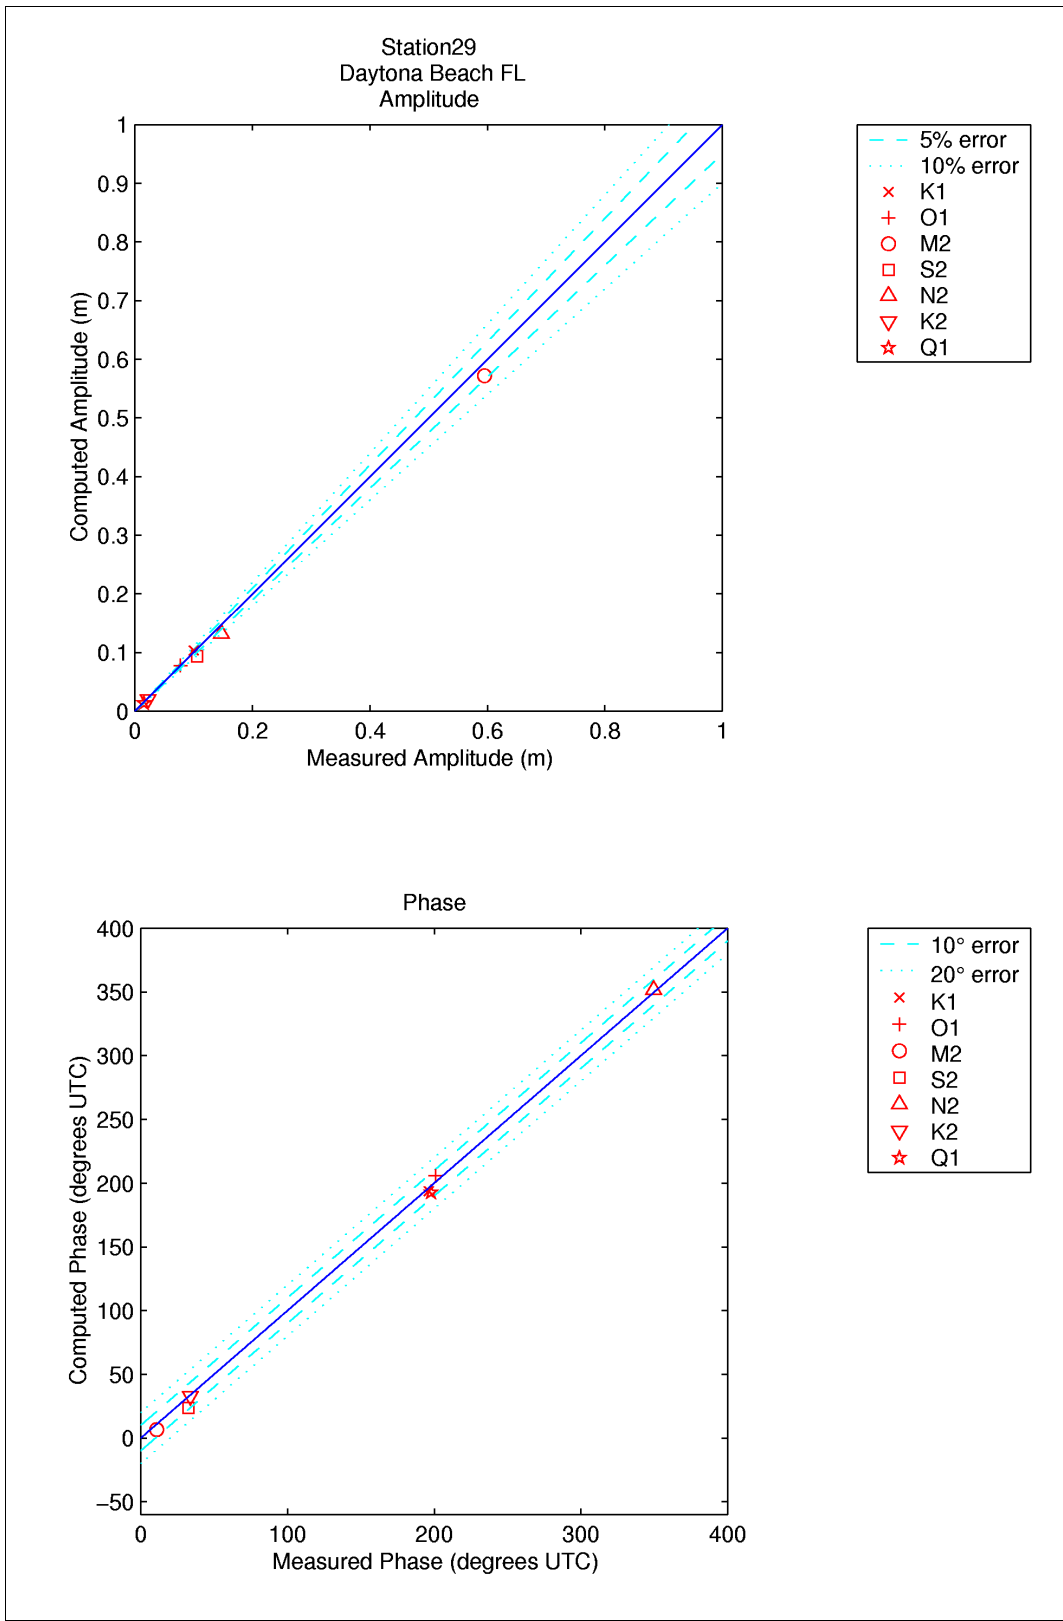 Station29
Daytona Beach FL
Amplitude
1
0.9
0.8
0.7
0.6
0.5
0.4
0.3
0.2
0.1
0
Computed Amplitude (m)
0 0.2 0.4 0.6 0.8 1
Measured Amplitude (m)
5% error
10% error
K1
O1
M2
S2
N2
K2
Q1
Phase
400
350
300
250
200
150
100
50
0
−50
Computed Phase (degrees UTC)
0 100 200 300 400
Measured Phase (degrees UTC)
10° error
20° error
K1
O1
M2
S2
N2
K2
Q1